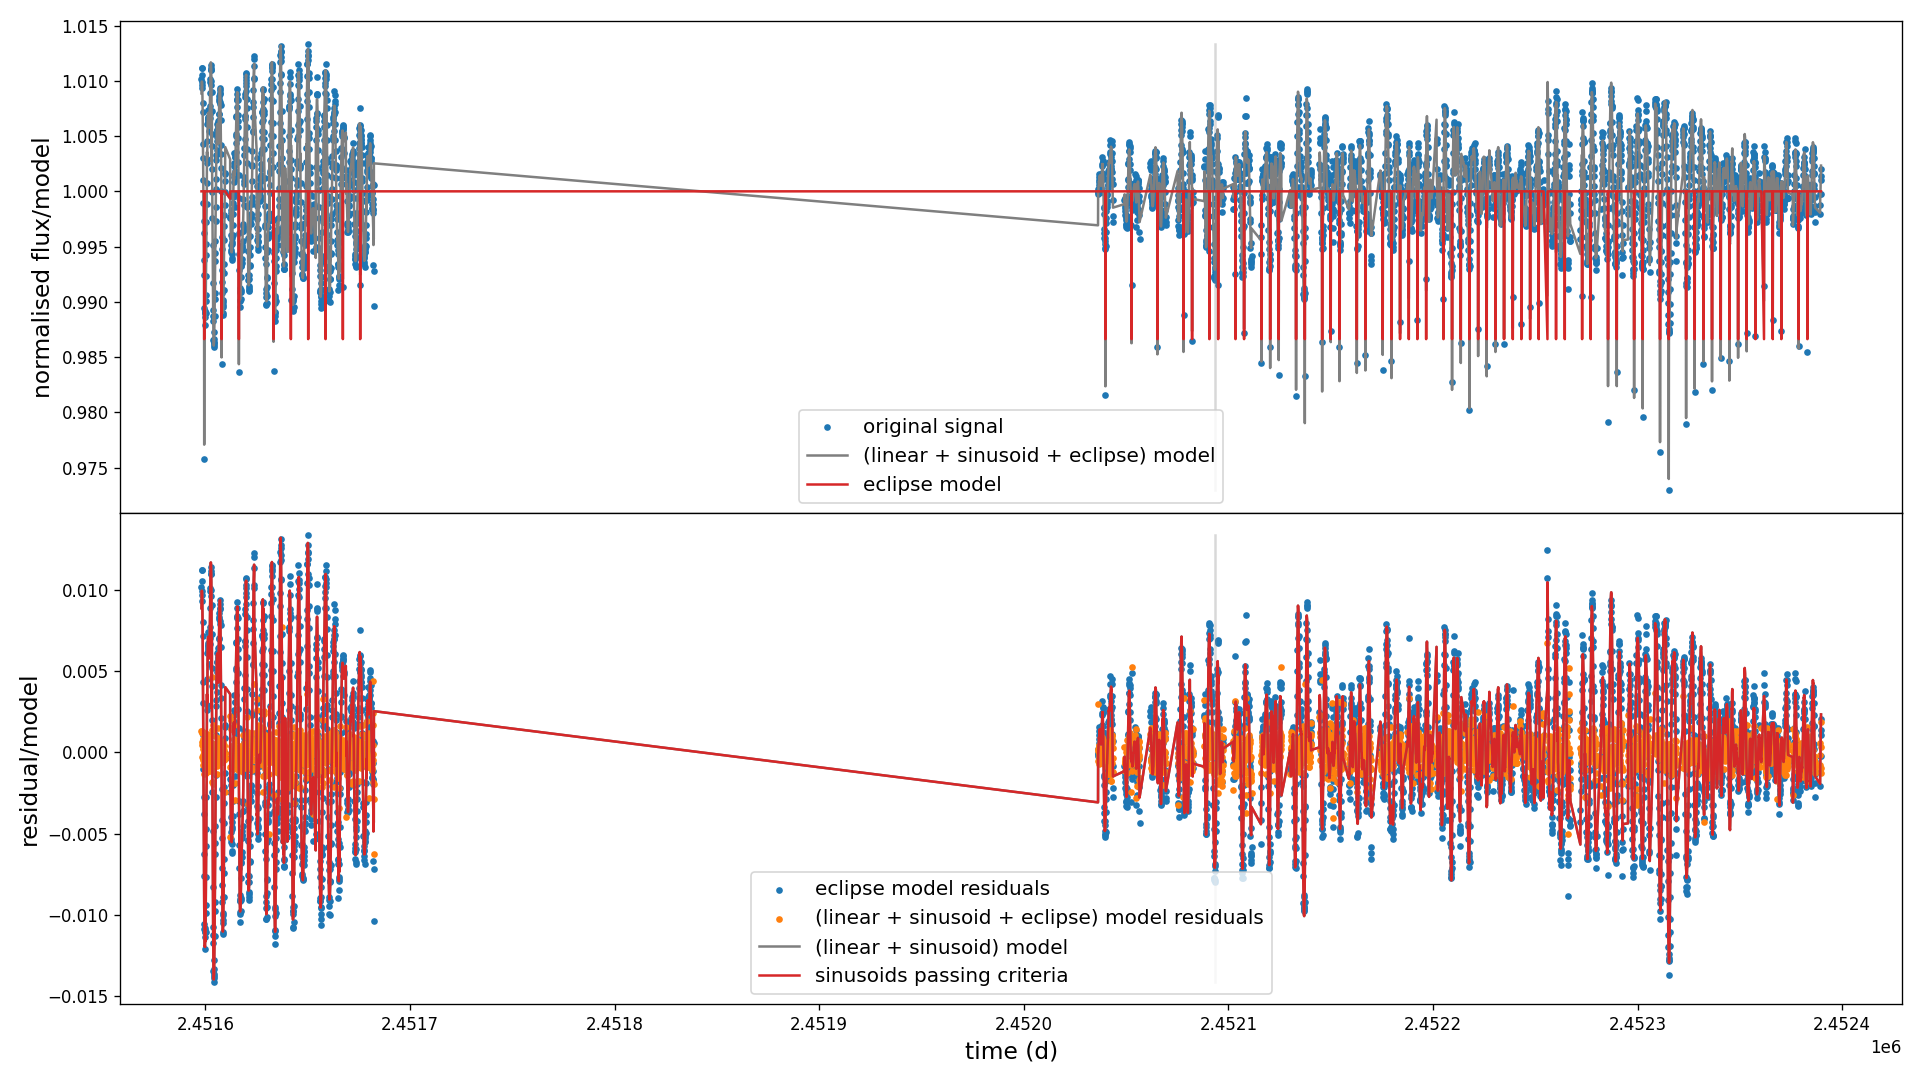 1.015
1.010
1.005
1.000
0.995
0.990
0.985
0.980
0.975
normalised flux/model
original signal
(linear + sinusoid + eclipse) model
eclipse model
0.010
0.005
0.000
−0.005
−0.010
−0.015
residual/model
eclipse model residuals
(linear + sinusoid + eclipse) model residuals
(linear + sinusoid) model
sinusoids passing criteria
2.4516
2.4517
2.4518
2.4519
2.4520
2.4521
2.4522
2.4523
2.4524
1e6
time (d)